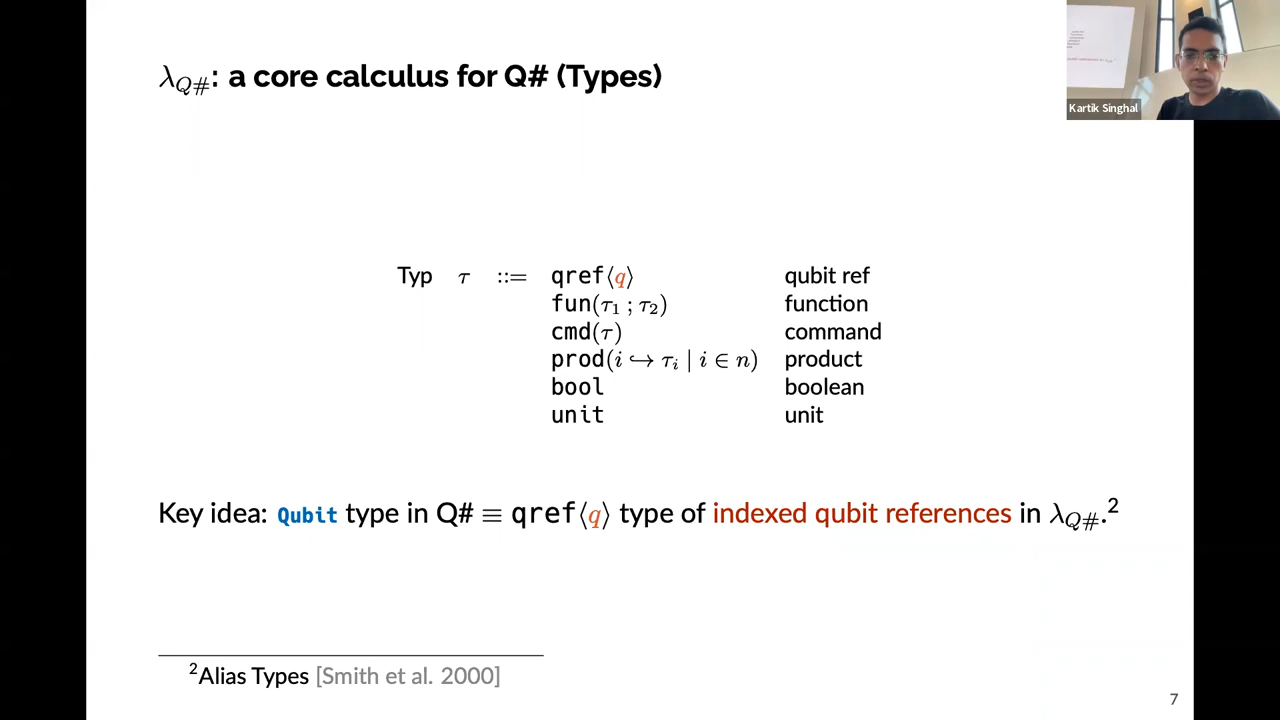 λQ#: a core calculus for Q# (Types)
Kartik Singhal
Typ τ ::= qref⟨q⟩ qubit ref
fun(τ1 ; τ2) function
cmd(τ) command
prod(i ↪ τi | i ∈ n) product
bool boolean
unit unit
Key idea: Qubit type in Q# ≡ qref⟨q⟩ type of indexed qubit references in λQ#.2
2Alias Types [Smith et al. 2000]
7